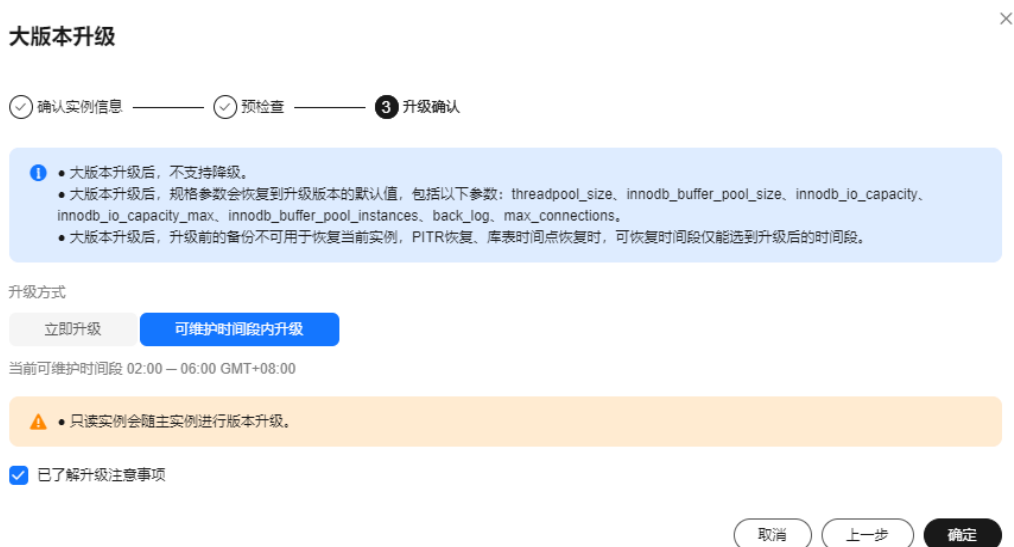 大版本升级
确认实例信息 预检查 3 升级确认
● 大版本升级后，不支持降级。
● 大版本升级后，规格参数会恢复到升级版本的默认值，包括以下参数：threadpool_size、innodb_buffer_pool_size、innodb_io_capacity、
innodb_io_capacity_max、innodb_buffer_pool_instances、back_log、max_connections。
● 大版本升级后，升级前的备份不可用于恢复当前实例，PITR恢复、库表时间点恢复时，可恢复时间段仅能选到升级后的时间段。
升级方式
立即升级 可维护时间段内升级
当前可维护时间段 02:00 – 06:00 GMT+08:00
● 只读实例会随主实例进行版本升级。
已了解升级注意事项
取消 上一步 确定